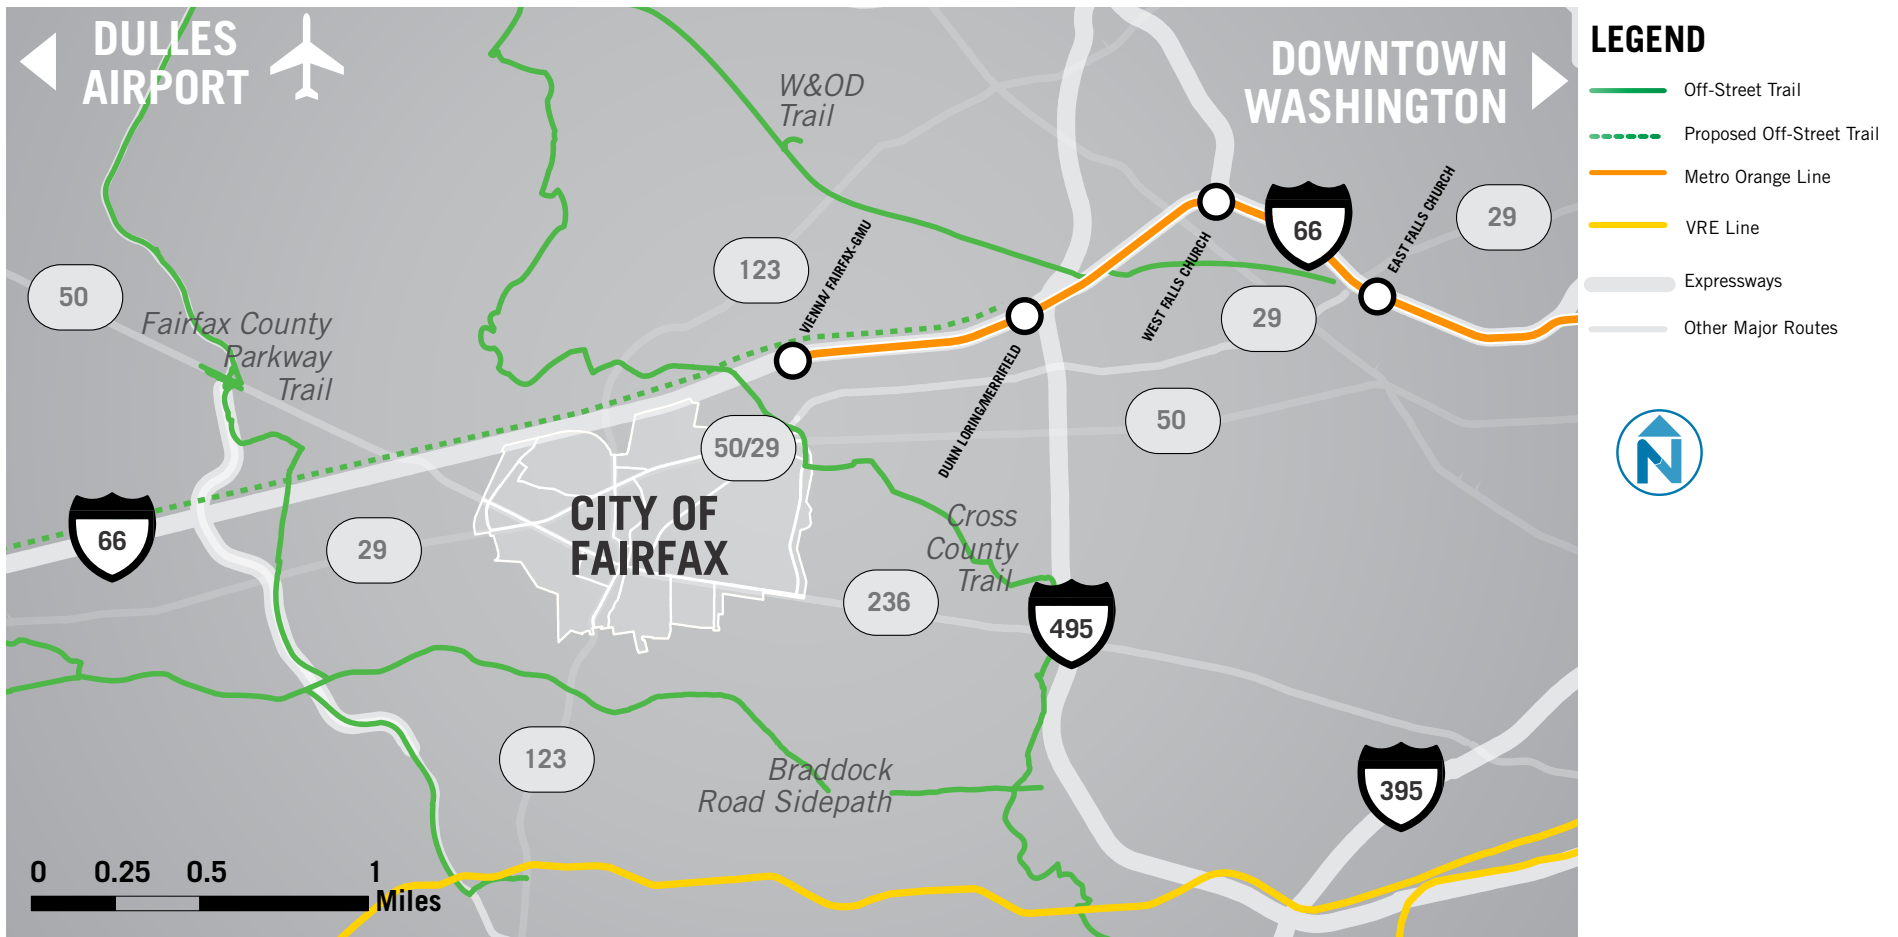 DULLES
AIRPORT
DOWNTOWN
WASHINGTON
W&OD
Trail
VIENNA/ FAIRFAX-GMU
DUNN LORING/MERRIFIELD
WEST FALLS CHURCH
EAST FALLS CHURCH
66
29
123
50
29
Fairfax County
Parkway
Trail
50
50/29
66
29
CITY OF
FAIRFAX
Cross
County
Trail
236
495
123
Braddock
Road Sidepath
395
0 0.25 0.5 1
Miles
LEGEND
Off-Street Trail
Proposed Off-Street Trail
Metro Orange Line
VRE Line
Expressways
Other Major Routes
N